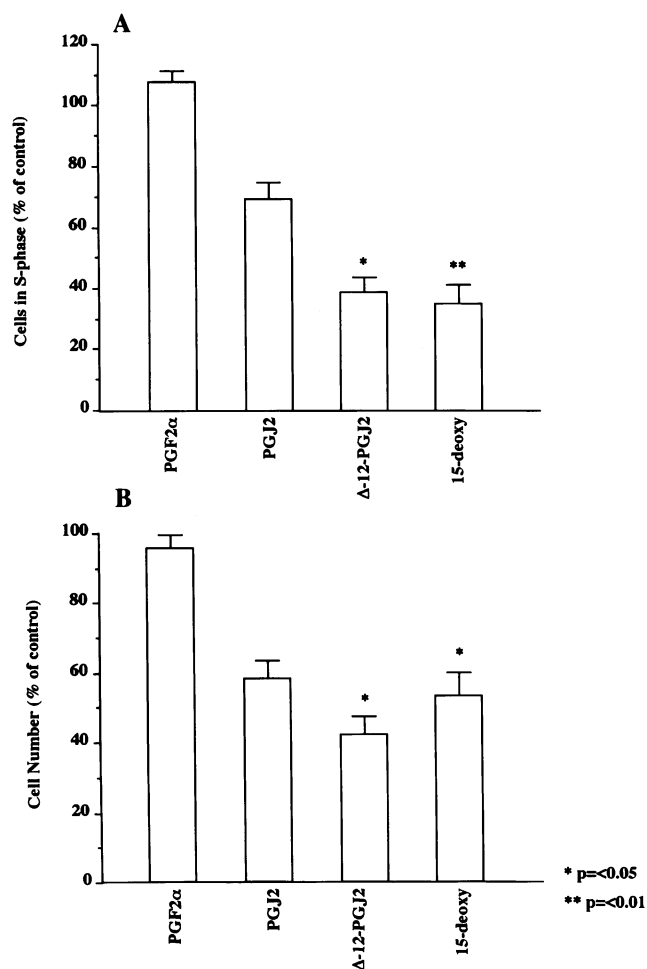 A
Cells in S-phase (% of control)
120
100
80
60
40
20
0
*
**
PGF2α
PGJ2
Δ-12-PGJ2
15-deoxy
B
Cell Number (% of control)
100
80
60
40
20
0
*
*
PGF2α
PGJ2
Δ-12-PGJ2
15-deoxy
* p=<0.05
** p=<0.01